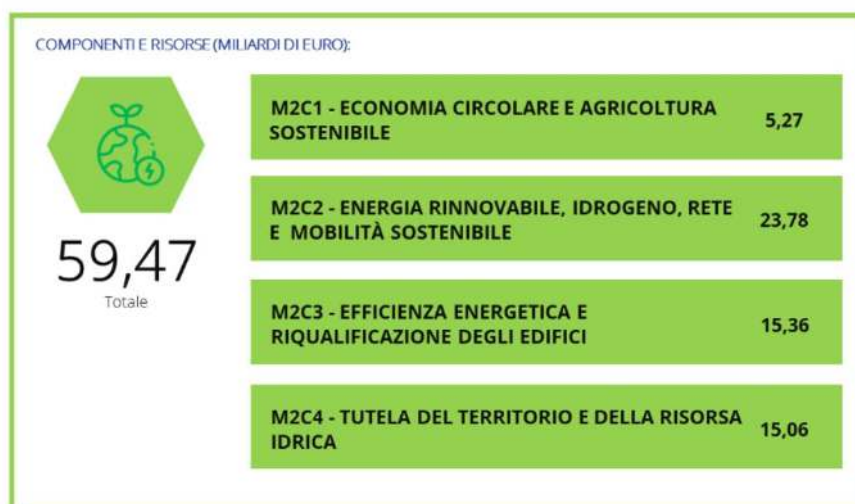 COMPONENTI E RISORSE (MILIARDI DI EURO):
59,47
Totale
M2C1 - ECONOMIA CIRCOLARE E AGRICOLTURA
SOSTENIBILE
5,27
M2C2 - ENERGIA RINNOVABILE, IDROGENO, RETE
E MOBILITÀ SOSTENIBILE
23,78
M2C3 - EFFICIENZA ENERGETICA E
RIQUALIFICAZIONE DEGLI EDIFICI
15,36
M2C4 - TUTELA DEL TERRITORIO E DELLA RISORSA
IDRICA
15,06